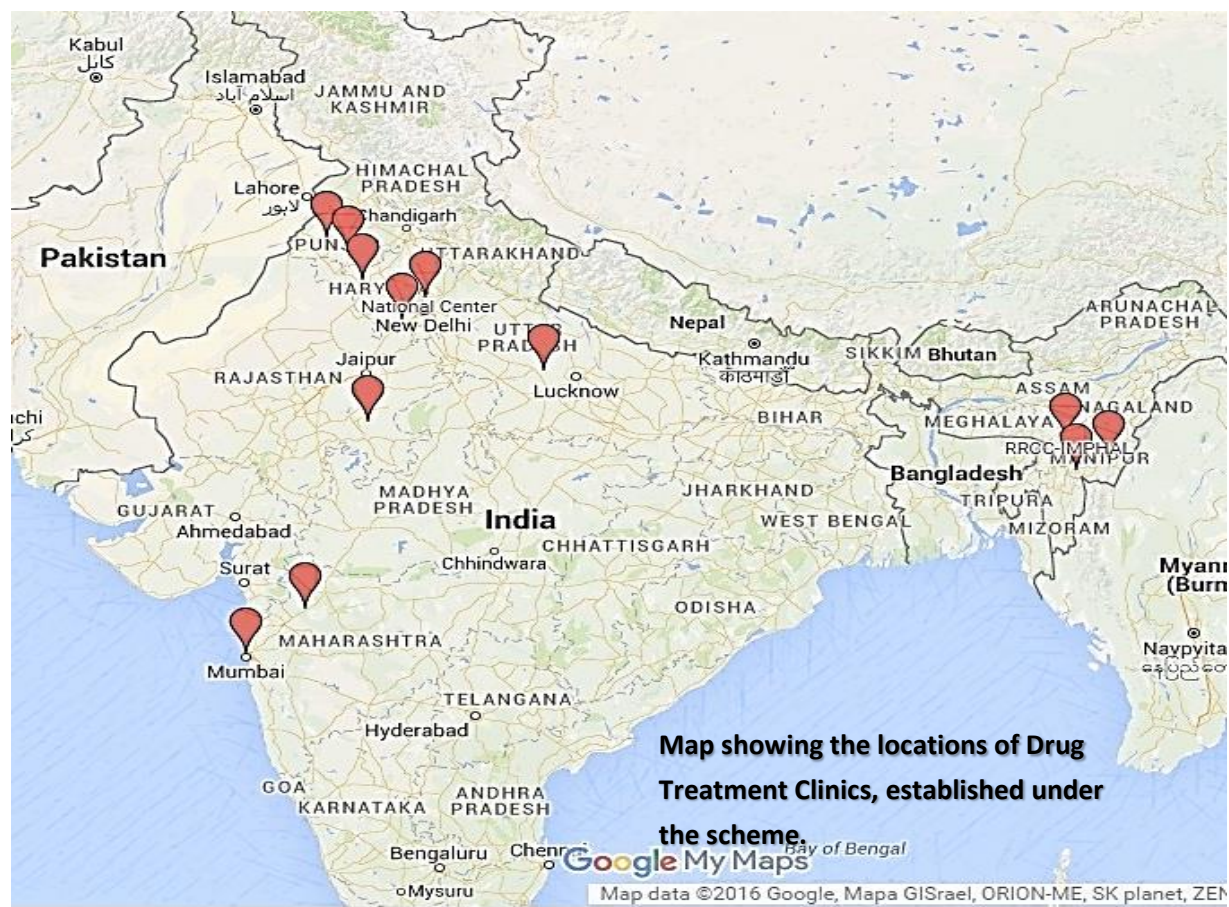 Kabul
کابل
Islamabad
اسلام آباد
JAMMU AND
KASHMIR
HIMACHAL
PRADESH
Lahore
لاہور
Chandigarh
PUNJ
UTTARAKHAND
Pakistan
HARY
National Center
New Delhi
ARUNACHAL
PRADESH
Nepal
UTTAR
PRADESH
Kathmandu
काठमाडौं
SIKKIM Bhutan
Jaipur
RAJASTHAN
Lucknow
ASSAM
NAGALAND
MEGHALAYA
BIHAR
RRCC-IMPHAL
MANIPUR
Bangladesh
MADHYA
PRADESH
JHARKHAND
TRIPURA
GUJARAT
Ahmedabad
India
WEST BENGAL
MIZORAM
CHHATTISGARH
Chhindwara
Surat
ODISHA
MAHARASHTRA
Mumbai
TELANGANA
Hyderabad
GOA
KARNATAKA
ANDHRA
PRADESH
Map showing the locations of Drug
Treatment Clinics, established under
the scheme.
Bay of Bengal
Bengaluru
Google My Maps
Mysuru
Map data ©2016 Google, Mapa GISrael, ORION-ME, SK planet, ZEN